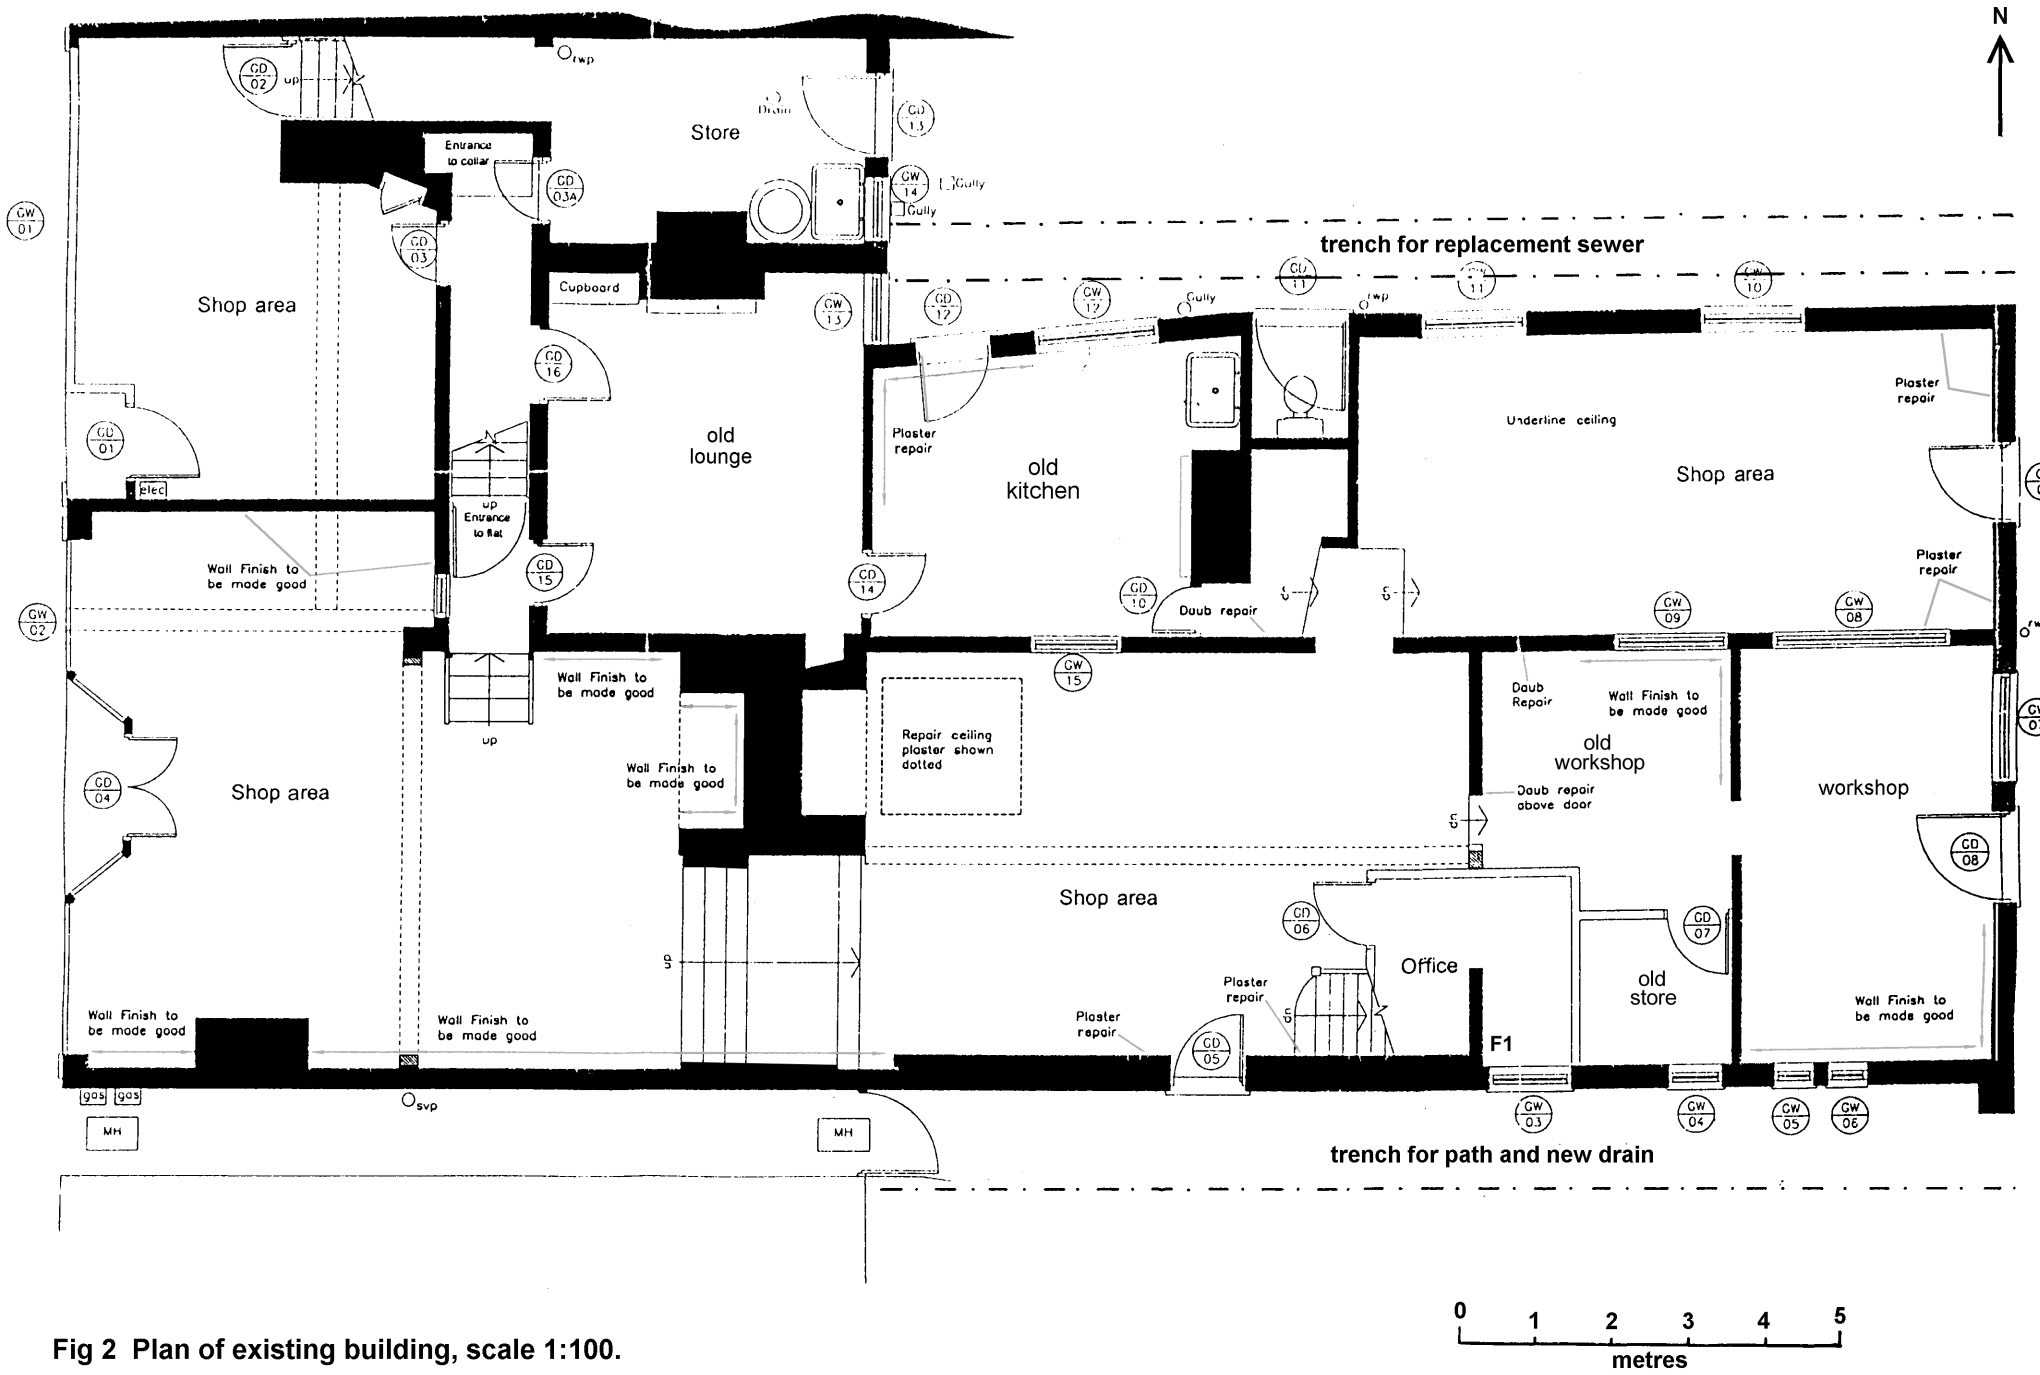 N
GD
02
up
rwp
Drain
Store
GD
13
Entrance
to cellar
GD
03A
GW
14
Gully
Gully
GW
01
GD
03
trench for replacement sewer
Shop area
Cupboard
GW
13
GD
12
GW
12
Gully
GD
11
rwp
GW
11
GW
10
GD
16
Plaster
repair
old
lounge
Plaster
repair
old
kitchen
Underline ceiling
Shop area
GD
01
elec
up
Entrance
to flat
Wall Finish to
be made good
GD
15
GD
14
GD
10
Daub repair
up
up
Plaster
repair
GW
02
GW
09
GW
08
rw
Wall Finish to
be made good
GW
15
Daub
Repair
Wall Finish to
be made good
GW
up
Repair ceiling
plaster shown
dotted
old
workshop
Wall Finish to
be made good
Daub repair
above door
workshop
GD
04
Shop area
up
GD
08
Shop area
GD
06
GD
07
up
Office
old
store
Plaster
repair
up
Wall Finish to
be made good
Wall Finish to
be made good
Plaster
repair
Wall Finish to
be made good
GD
05
F1
gas
gas
svp
MH
MH
GW
03
GW
04
GW
05
GW
06
trench for path and new drain
0 1 2 3 4 5
metres
Fig 2 Plan of existing building, scale 1:100.